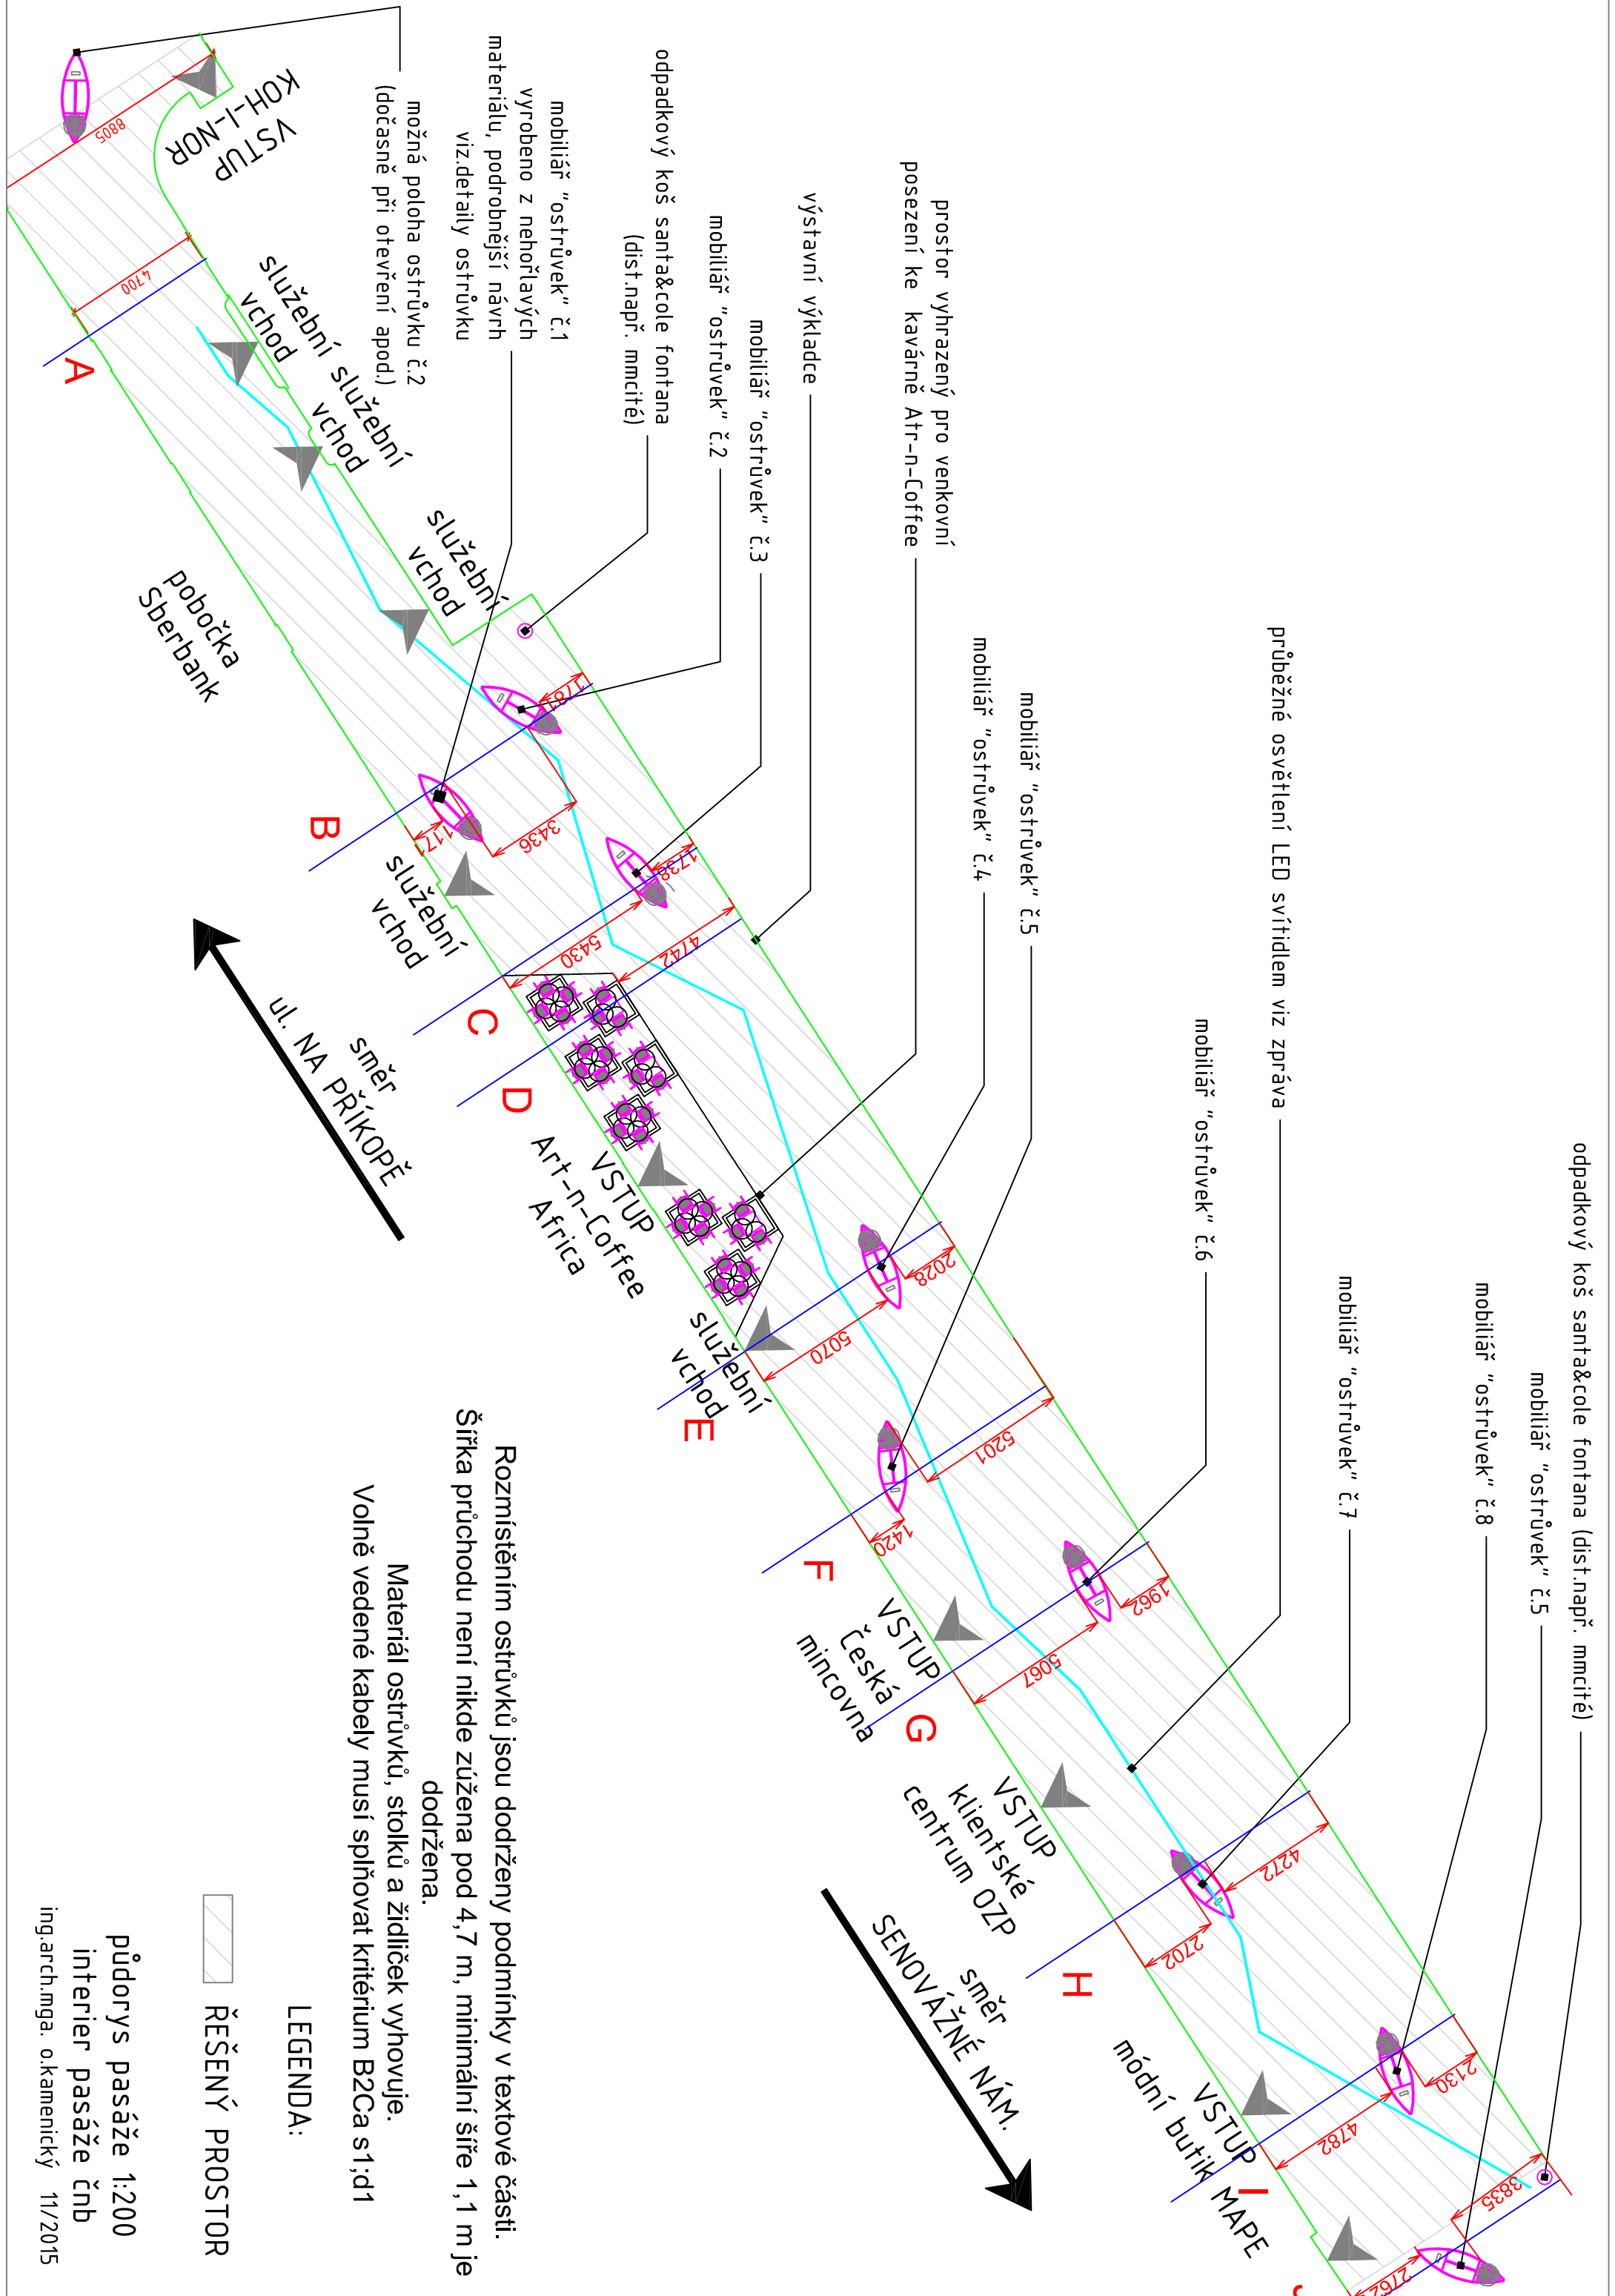 odpadkový koš santa&cole fontana (dist.např. mmcité)
mobiliář "ostrůvek" č.5
mobiliář "ostrůvek" č.8
mobiliář "ostrůvek" č.7
průběžné osvětlení LED svítidlem viz zpráva
mobiliář "ostrůvek" č.6
mobiliář "ostrůvek" č.5
mobiliář "ostrůvek" č.4
prostor vyhrazený pro venkovní
posezení ke kavárně Atr-n-Coffee
výstavní výkladce
mobiliář "ostrůvek" č.3
mobiliář "ostrůvek" č.2
odpadkový koš santa&cole fontana
(dist.např. mmcité)
mobiliář "ostrůvek" č.1
vyrobeno z nehořlavých
materiálu, podrobnější návrh
viz.detaily ostrůvku
možná poloha ostrůvku č.2
(dočasně při otevření apod.)
VSTUP
KOH-I-NOR
8805
4700
A
služební
vchod
služební
vchod
služební
vchod
pobočka
Sberbank
1781
3436
1171
B
služební
vchod
1738
5430
C
4742
D
VSTUP
Art-n-Coffee
Africa
služební
vchod
2028
5070
E
5201
1420
F
VSTUP
Česká
mincovna
1962
5067
G
VSTUP
klientské
centrum OZP
4272
2702
H
VSTUP
módní butik MAPE
2130
4782
I
3835
2762
směr
ul. NA PŘÍKOPĚ
směr
SENOVÁŽNÉ NÁM.
Rozmístěním ostrůvků jsou dodrženy podmínky v textové části.
Šířka průchodu není nikde zúžena pod 4,7 m, minimální šíře 1,1 m je
dodržena.
Materiál ostrůvků, stolků a židliček vyhovuje.
Volně vedené kabely musí splňovat kritérium B2Ca s1;d1
LEGENDA:
ŘEŠENÝ PROSTOR
půdorys pasáže 1:200
interier pasáže čnb
ing.arch.mga. o.kamenický 11/2015